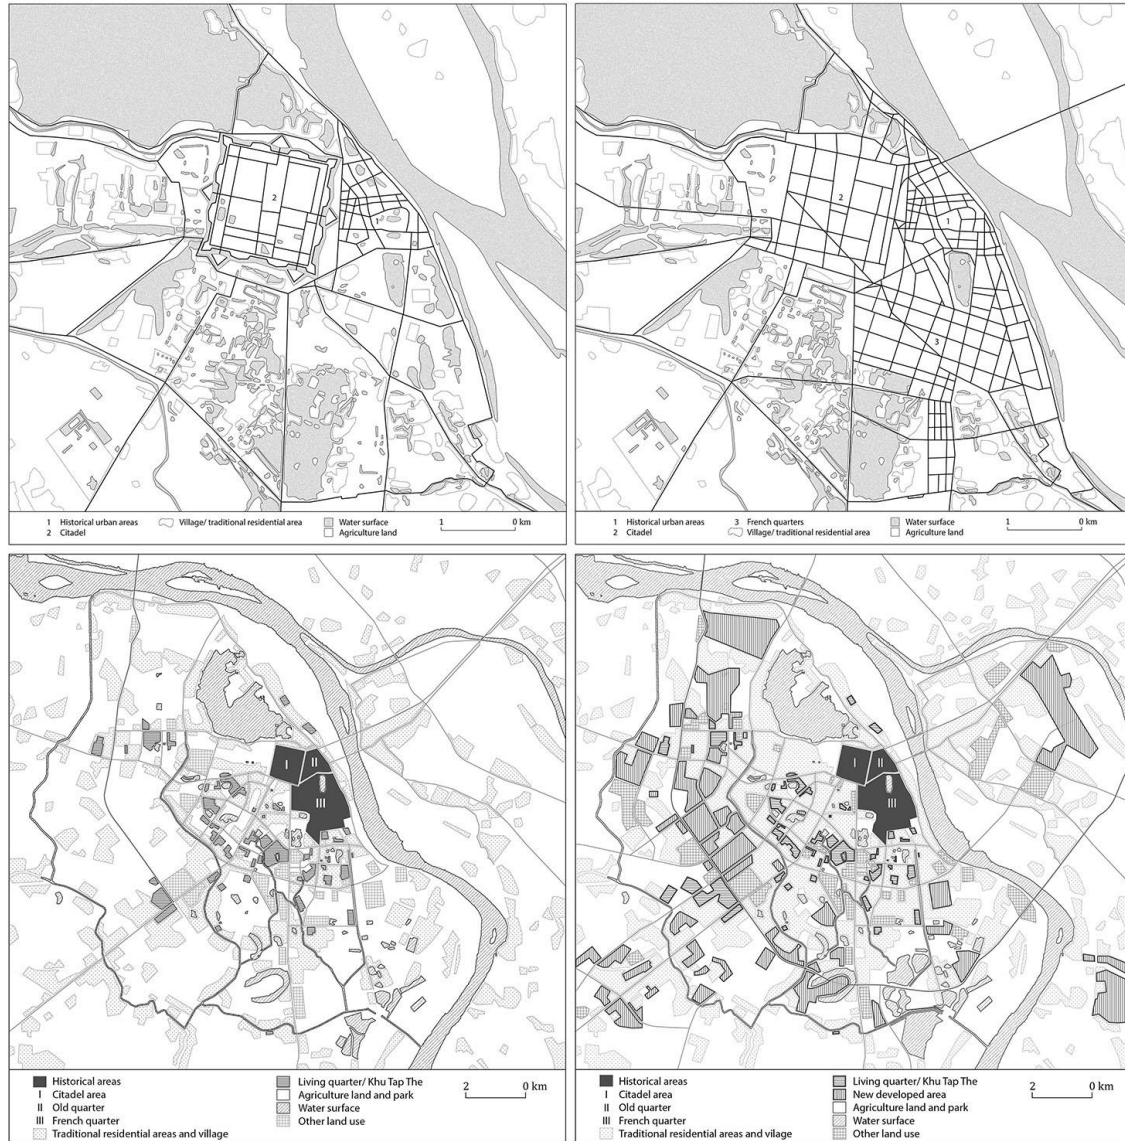 2
1
1 Historical urban areas Village/ traditional residential area Water surface 1 0 km
2 Citadel Agriculture land
2
1
3
1 Historical urban areas 3 French quarters Water surface 1 0 km
2 Citadel Village/ traditional residential area Agriculture land
I
II
III
Historical areas Living quarter/ Khu Tap The 2 0 km
I Citadel area Agriculture land and park
II Old quarter Water surface
III French quarter Other land use
Traditional residential areas and village
I
II
III
Historical areas Living quarter/ Khu Tap The 2 0 km
I Citadel area New developed area
II Old quarter Agriculture land and park
III French quarter Water surface
Traditional residential areas and village Other land use